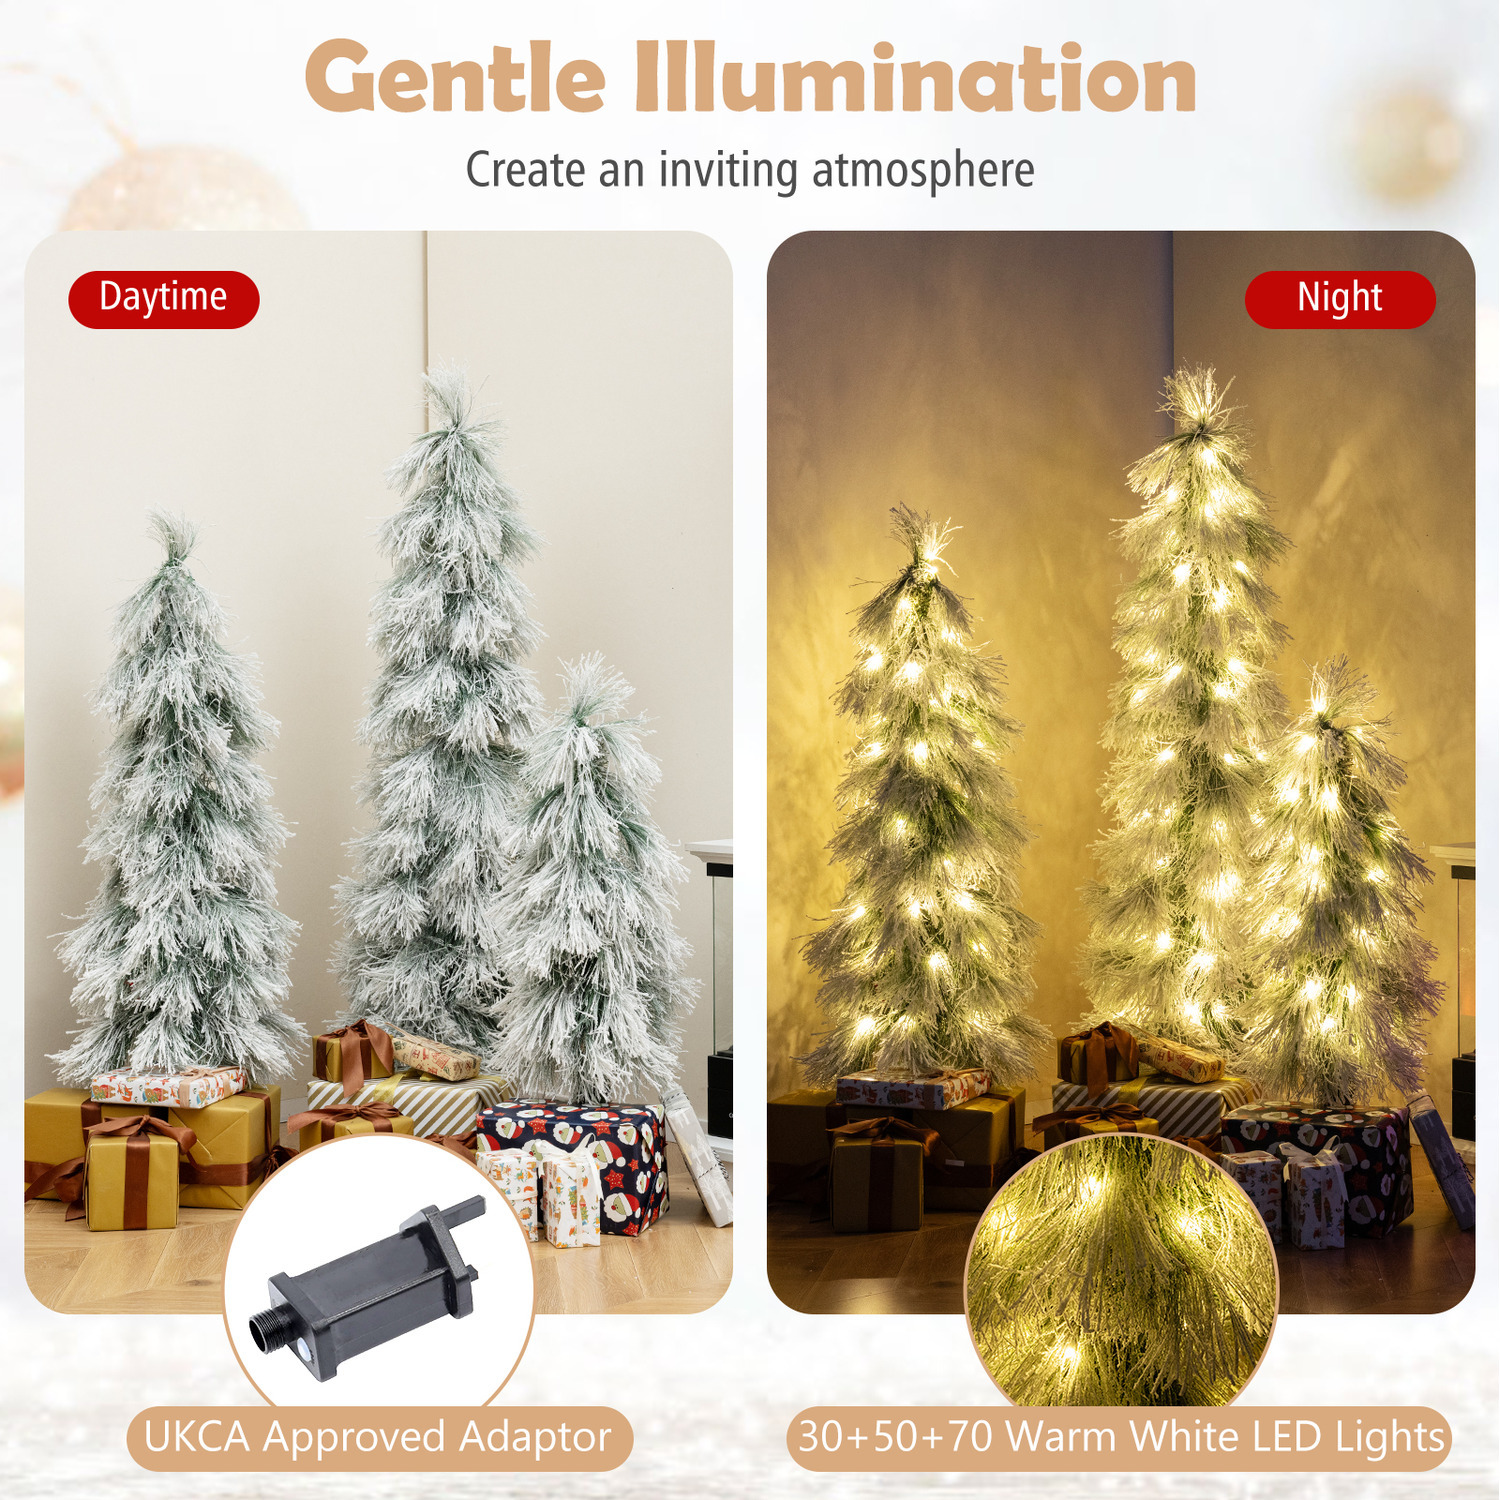 Gentle Illumination
Create an inviting atmosphere
Daytime
Night
UKCA Approved Adaptor
30+50+70 Warm White LED Lights